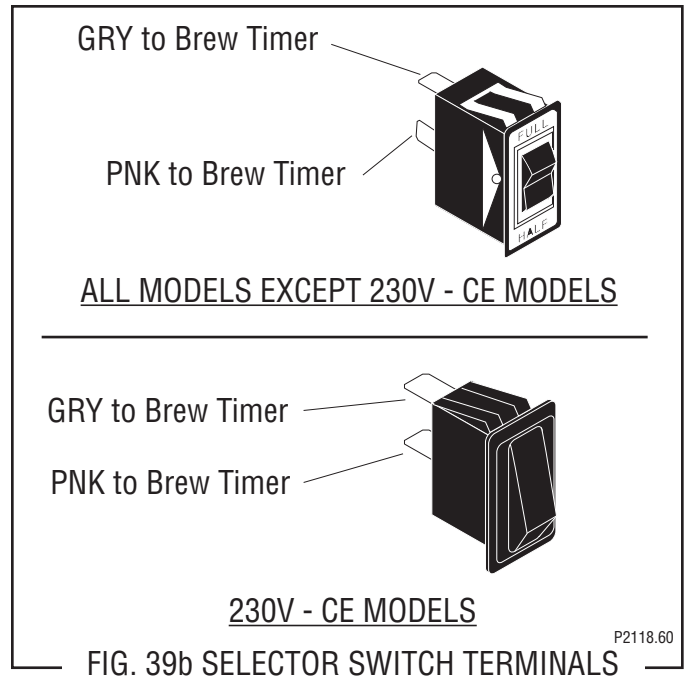 GRY to Brew Timer
FULL
PNK to Brew Timer
HALF
ALL MODELS EXCEPT 230V - CE MODELS
GRY to Brew Timer
PNK to Brew Timer
230V - CE MODELS
P2118.60
FIG. 39b SELECTOR SWITCH TERMINALS